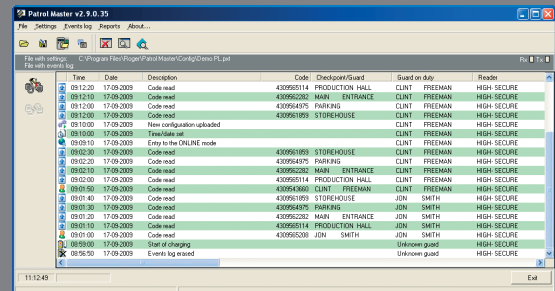 Patrol Master v2.9.0.35
File Settings Events log Reports About...
File with settings: C:\Program Files\Roger\Patrol Master\Config\Demo PL.pxf
File with events log:
Rx Tx
Time Date Description Code Checkpoint/Guard Guard on duty Reader
09:12:20 17-09-2009 Code read 4309565114 PRODUCTION HALL CLINT FREEMAN HIGH-SECURE
09:12:10 17-09-2009 Code read 4309562282 MAIN ENTRANCE CLINT FREEMAN HIGH-SECURE
09:12:00 17-09-2009 Code read 4309564975 PARKING CLINT FREEMAN HIGH-SECURE
09:12:00 17-09-2009 Code read 4309561859 STOREHOUSE CLINT FREEMAN HIGH-SECURE
09:10:00 17-09-2009 New configuration uploaded CLINT FREEMAN HIGH-SECURE
09:10:00 17-09-2009 Time/date set CLINT FREEMAN HIGH-SECURE
09:09:10 17-09-2009 Entry to the ONLINE mode CLINT FREEMAN HIGH-SECURE
09:02:30 17-09-2009 Code read 4309561859 STOREHOUSE CLINT FREEMAN HIGH-SECURE
09:02:20 17-09-2009 Code read 4309564975 PARKING CLINT FREEMAN HIGH-SECURE
09:02:10 17-09-2009 Code read 4309562282 MAIN ENTRANCE CLINT FREEMAN HIGH-SECURE
09:02:00 17-09-2009 Code read 4309565114 PRODUCTION HALL CLINT FREEMAN HIGH-SECURE
09:01:50 17-09-2009 Code read 4309543660 CLINT FREEMAN CLINT FREEMAN HIGH-SECURE
09:01:40 17-09-2009 Code read 4309561859 STOREHOUSE JON SMITH HIGH-SECURE
09:01:30 17-09-2009 Code read 4309564975 PARKING JON SMITH HIGH-SECURE
09:01:20 17-09-2009 Code read 4309562282 MAIN ENTRANCE JON SMITH HIGH-SECURE
09:01:10 17-09-2009 Code read 4309565114 PRODUCTION HALL JON SMITH HIGH-SECURE
09:01:00 17-09-2009 Code read 4309565208 JON SMITH JON SMITH HIGH-SECURE
08:59:00 17-09-2009 Start of charging Unknown guard HIGH-SECURE
08:56:50 17-09-2009 Events log erased Unknown guard HIGH-SECURE
11:12:49
Exit